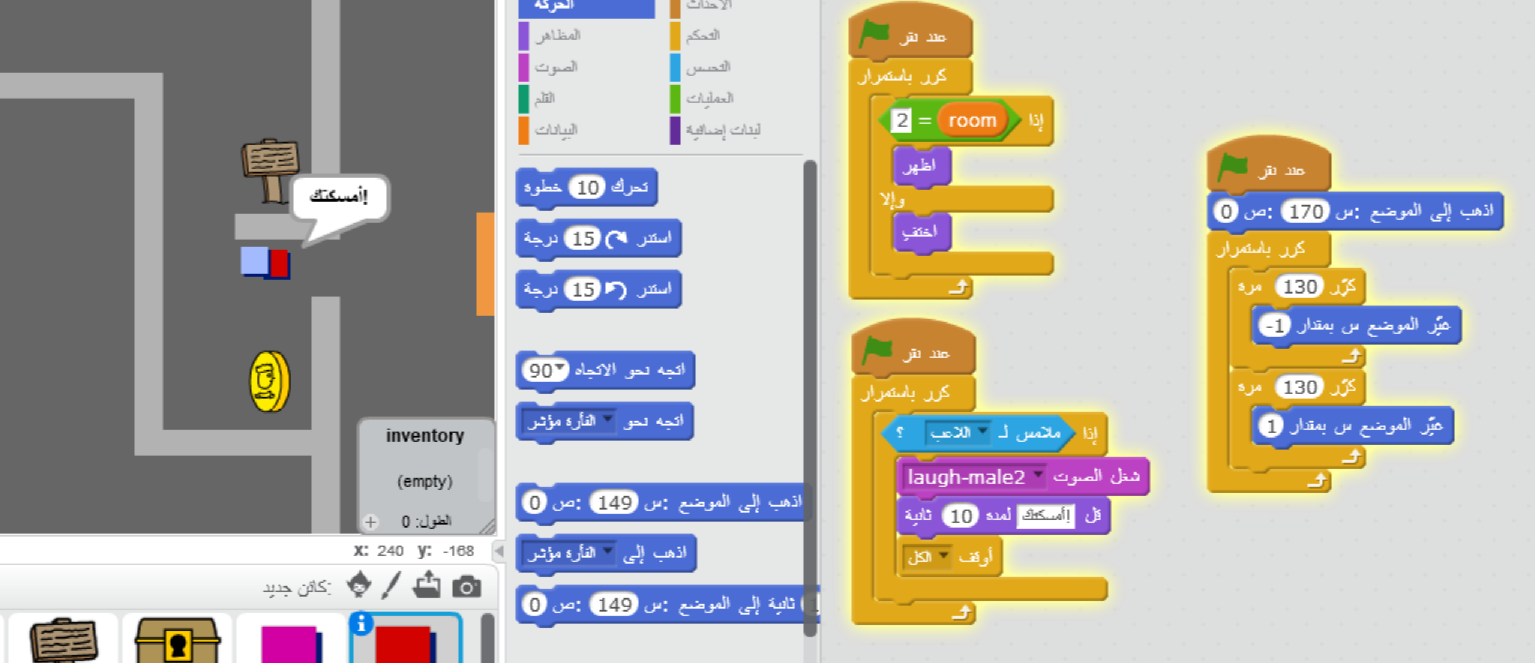 أمسكتك!
inventory
(empty)
الطول: 0
x: 240 y: -168
كائن جديد:
الحركة
الأحداث
المظاهر
التحكم
الصوت
التحسس
القلم
العمليات
البيانات
لبنات إضافية
تحرك 10 خطوة
استدر 15 درجة
استدر 15 درجة
اتجه نحو الاتجاه 90
اتجه نحو الفأرة مؤشر
اذهب إلى الموضع س: 149 ص: 0
اذهب إلى الفأرة مؤشر
1 ثانية إلى الموضع س: 149 ص: 0
عند نقر
كرر باستمرار
إذا room = 2
اظهر
وإلا
اختفِ
عند نقر
كرر باستمرار
إذا ملامس لـ اللاعب ؟
شغل الصوت laugh-male2
قل أمسكتك! لمدة 10 ثانية
أوقف الكل
عند نقر
اذهب إلى الموضع س: 170 ص: 0
كرر باستمرار
كرّر 130 مرة
غيّر الموضع س بمقدار -1
كرّر 130 مرة
غيّر الموضع س بمقدار 1